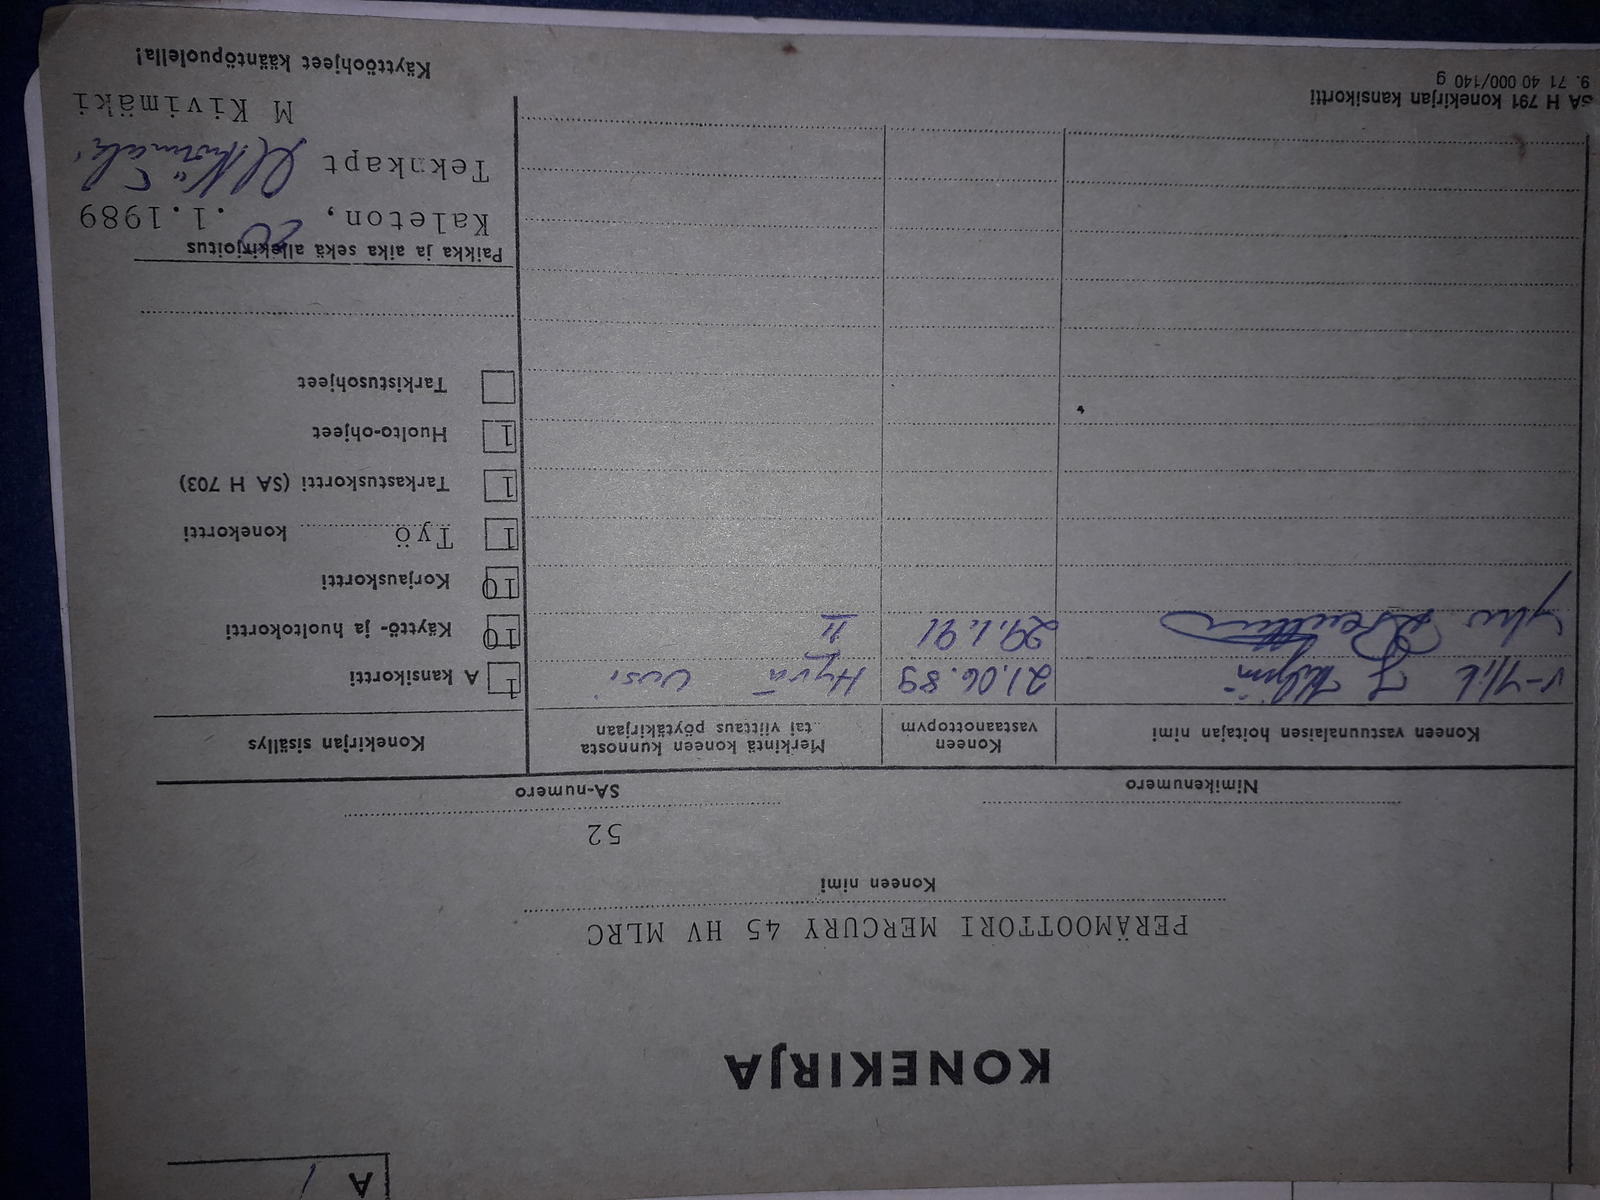 A /
KONEKIRJA
PERÄMOOTTORI MERCURY 45 HV MLRC
Koneen nimi
52
Nimikenumero
SA-numero
Koneen vastuunalaisen hoitajan nimi
Koneen vastaanottopvm
Merkintä koneen kunnosta tai viittaus pöytäkirjaan
Konekirjan sisällys
21.06.89 Hyvä Uusi
29.1.91 II
1 A kansikortti
10 Käyttö- ja huoltokortti
10 Korjauskortti
1 Työ konekortti
1 Tarkastuskortti (SA H 703)
1 Huolto-ohjeet
Tarkistusohjeet
Paikka ja aika sekä allekirjoitus
Kaleton, 20.1.1989
Teknkapt
M Kivimäki
SA H 791 konekirjan kansikortti
9. 71 40 000/140 g
Käyttöohjeet kääntöpuolella!